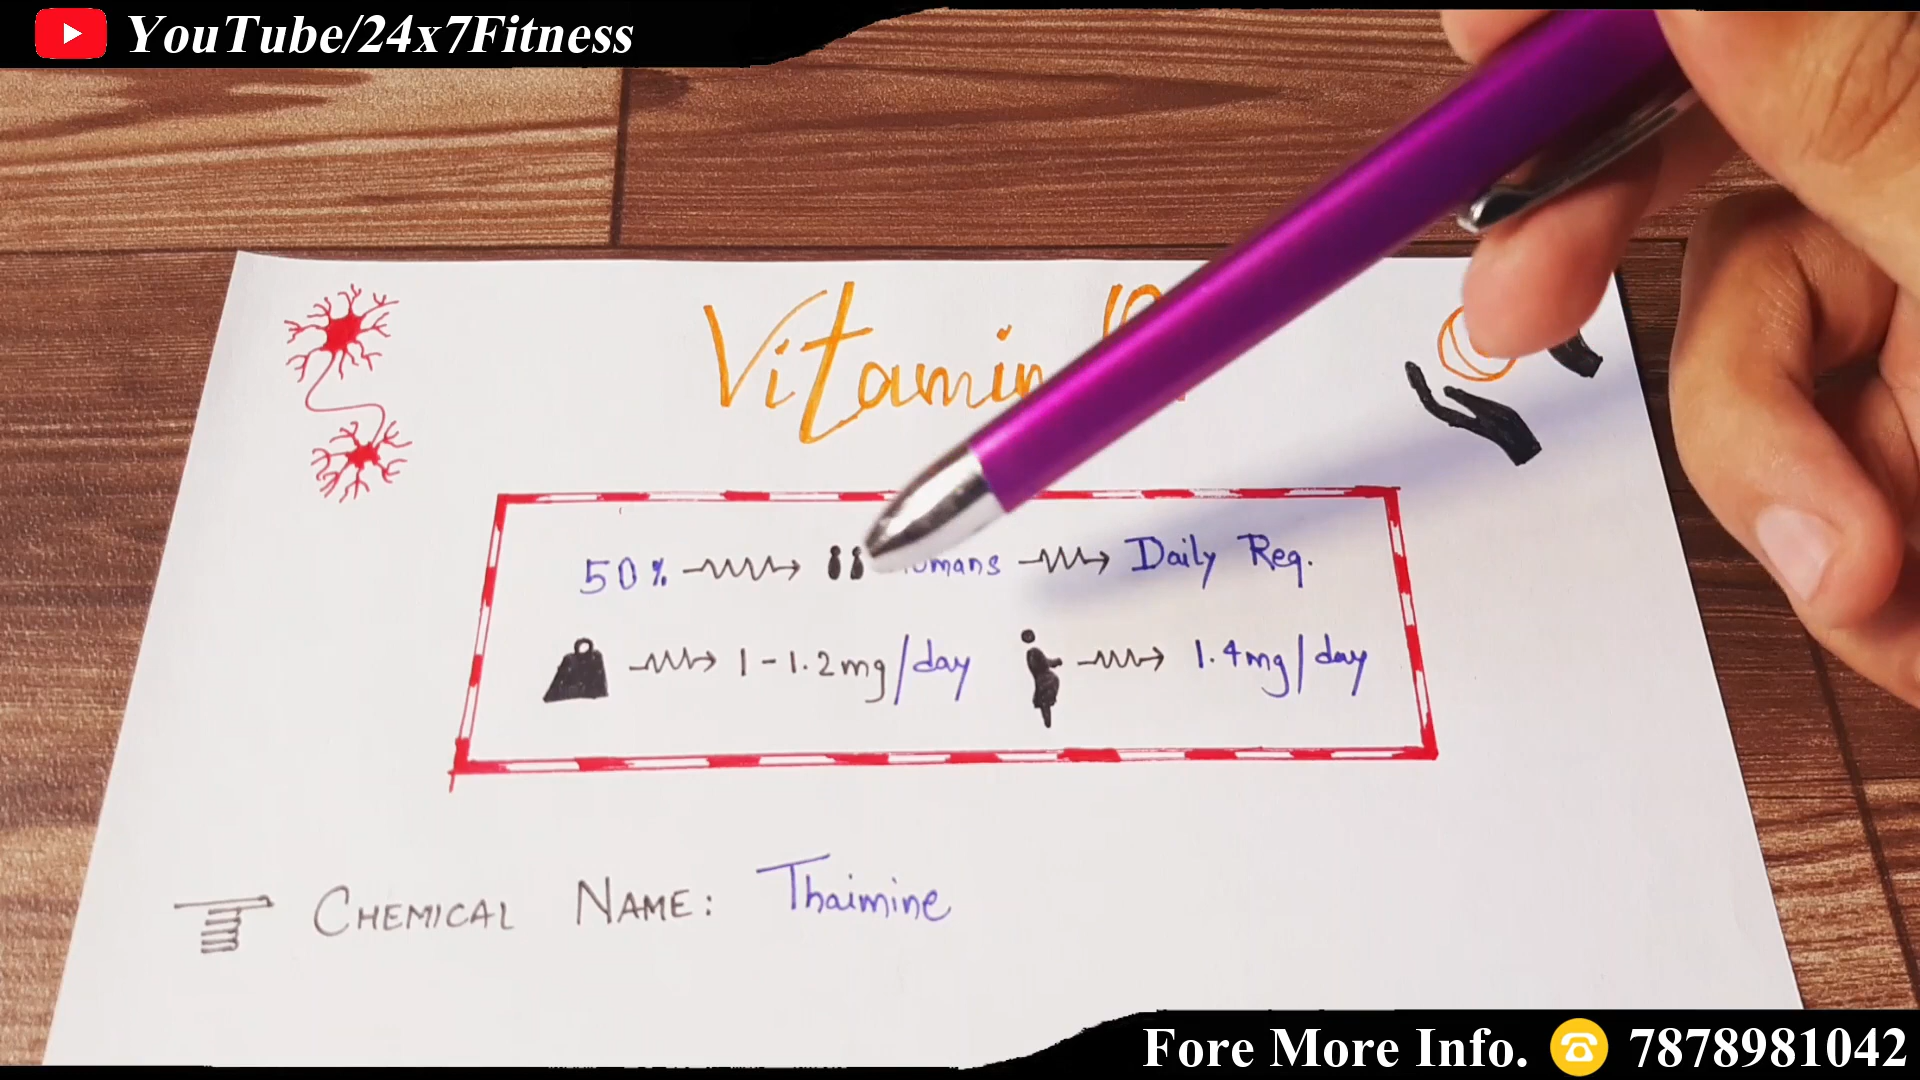 YouTube/24x7Fitness
Vitamin
50% Daily Req.
1-1.2mg/day 1.4mg/day
CHEMICAL NAME: Thaimine
Fore More Info. 7878981042